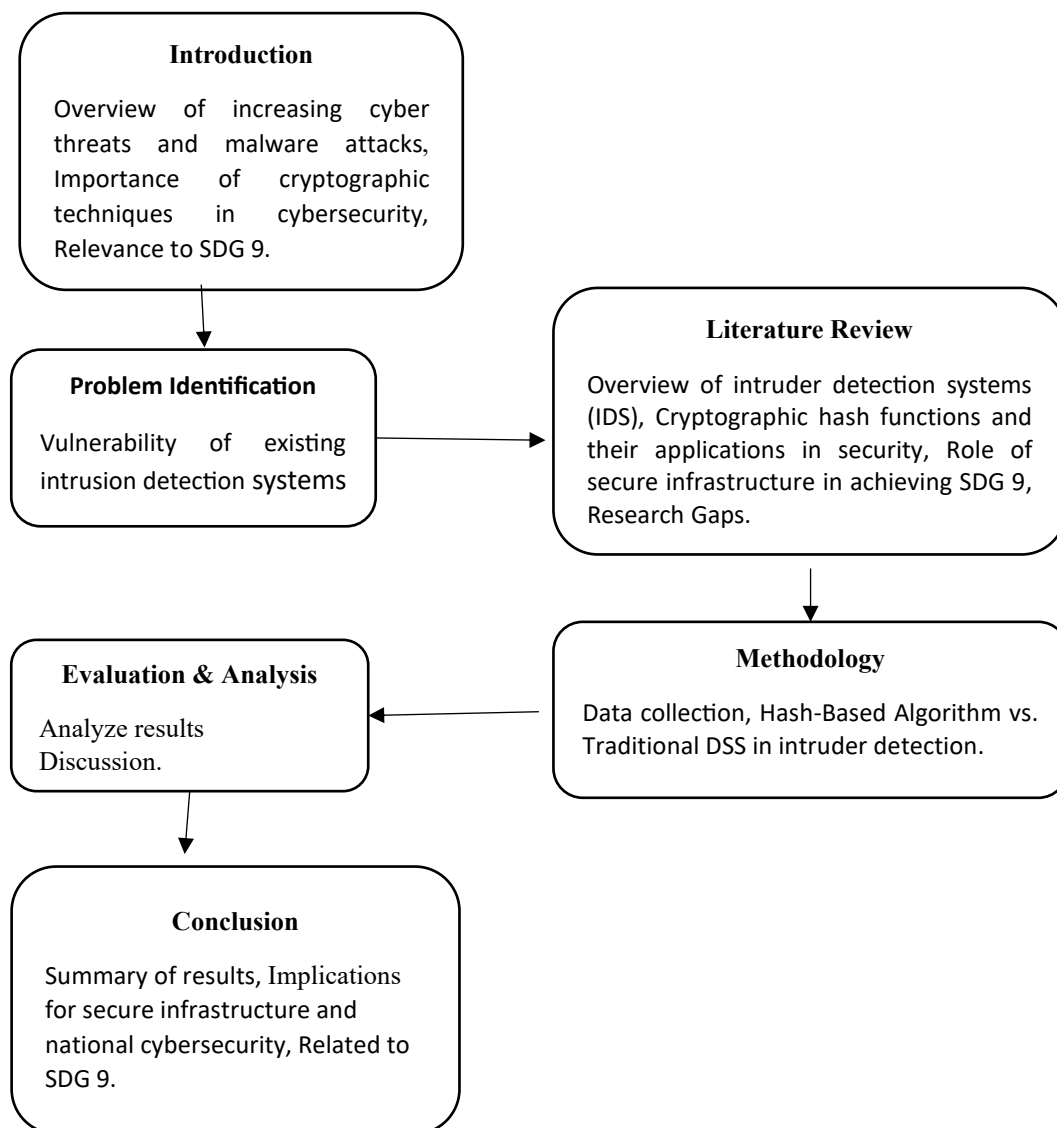 Introduction
Overview of increasing cyber
threats and malware attacks,
Importance of cryptographic
techniques in cybersecurity,
Relevance to SDG 9.
Problem Identification
Vulnerability of existing
intrusion detection systems
Literature Review
Overview of intruder detection systems
(IDS), Cryptographic hash functions and
their applications in security, Role of
secure infrastructure in achieving SDG 9,
Research Gaps.
Methodology
Data collection, Hash-Based Algorithm vs.
Traditional DSS in intruder detection.
Evaluation & Analysis
Analyze results
Discussion.
Conclusion
Summary of results, Implications
for secure infrastructure and
national cybersecurity, Related to
SDG 9.